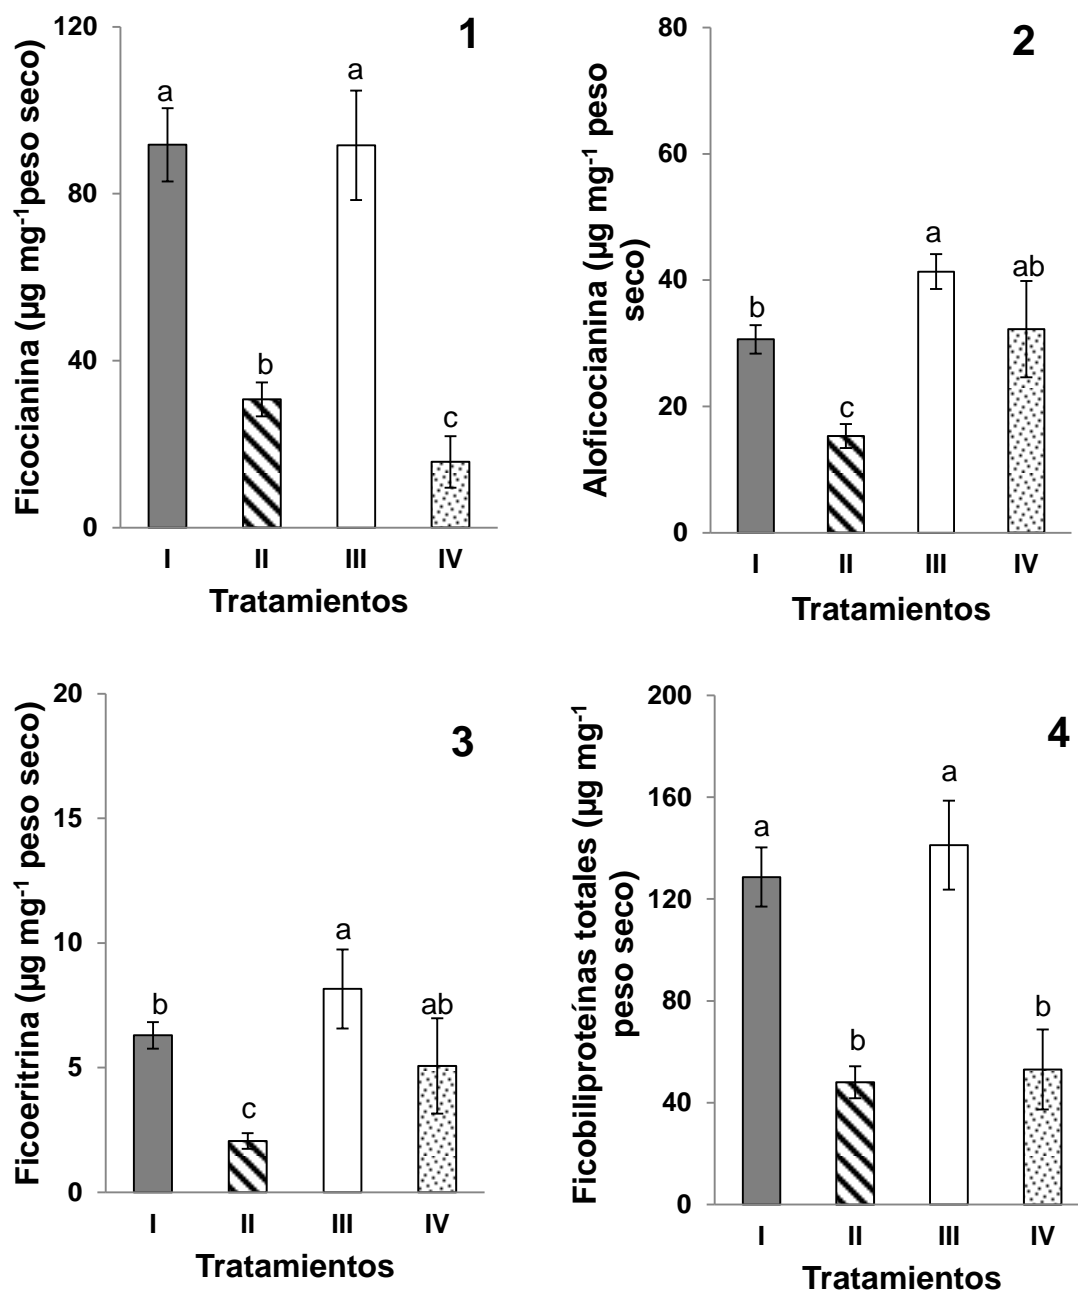 1
Ficocianina (µg mg-1peso seco)
120
80
40
0
a
b
a
c
I II III IV
Tratamientos
2
Aloficocianina (µg mg-1 peso
seco)
80
60
40
20
0
b
c
a
ab
I II III IV
Tratamientos
3
Ficoeritrina (µg mg-1 peso seco)
20
15
10
5
0
b
c
a
ab
I II III IV
Tratamientos
4
Ficobiliproteínas totales (µg mg-1
peso seco)
200
160
120
80
40
0
a
b
a
b
I II III IV
Tratamientos